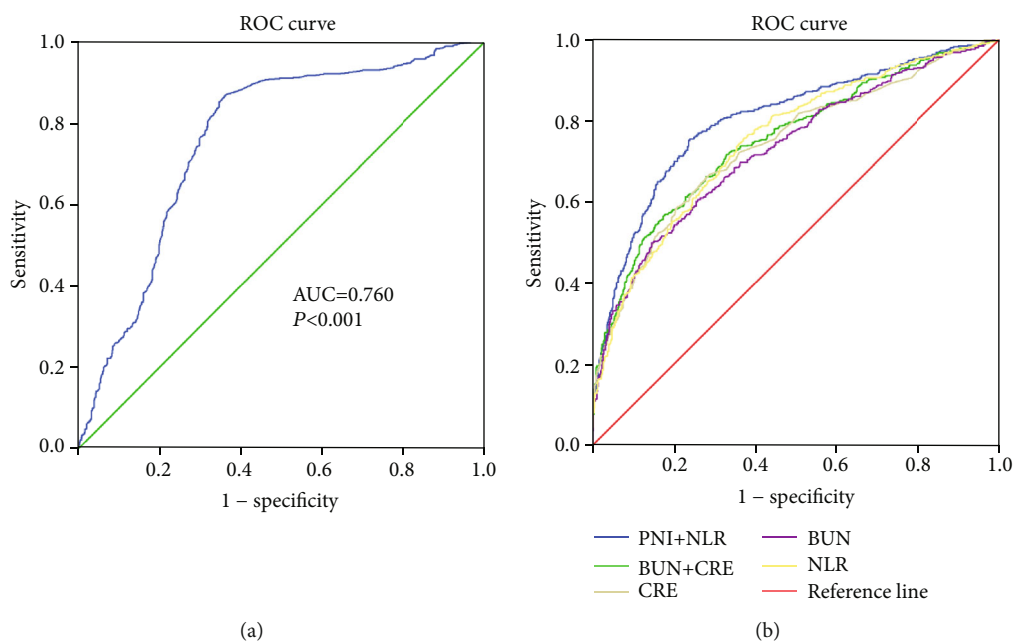 ROC curve
1.0
0.8
0.6
0.4
0.2
0.0
Sensitivity
AUC=0.760
P<0.001
0.2 0.4 0.6 0.8 1.0
1 − specificity
(a)
ROC curve
1.0
0.8
0.6
0.4
0.2
0.0
Sensitivity
0.2 0.4 0.6 0.8 1.0
1 − specificity
PNI+NLR
BUN+CRE
CRE
BUN
NLR
Reference line
(b)